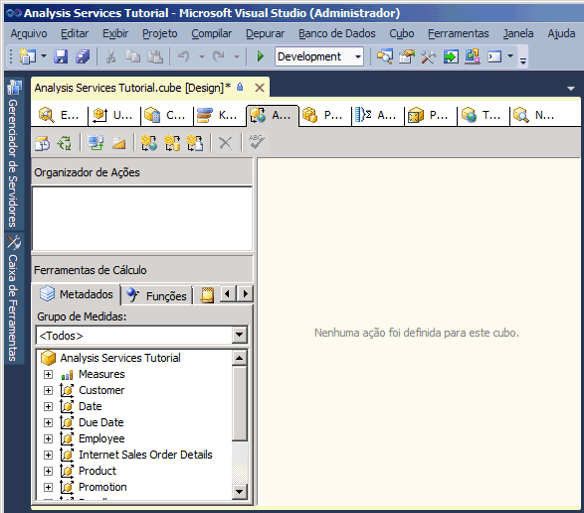 Analysis Services Tutorial - Microsoft Visual Studio (Administrador)
Arquivo Editar Exibir Projeto Compilar Depurar Banco de Dados Cubo Ferramentas Janela Ajuda
Development
Gerenciador de Servidores
Caixa de Ferramentas
Analysis Services Tutorial.cube [Design]*
E... U... C... K... A... P... A... P... T... N...
ABC
Organizador de Ações
Ferramentas de Cálculo
Metadados Funções
Grupo de Medidas:
<Todos>
Analysis Services Tutorial
Measures
Customer
Date
Due Date
Employee
Internet Sales Order Details
Product
Promotion
Nenhuma ação foi definida para este cubo.